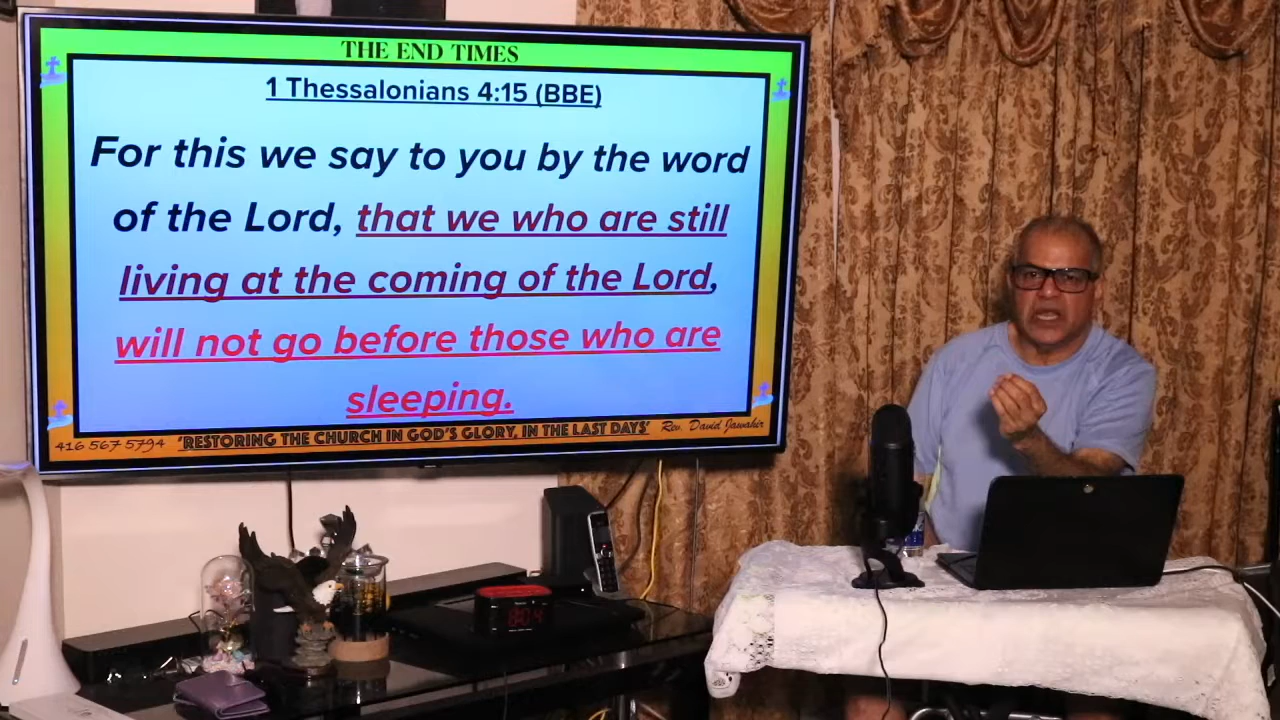 THE END TIMES
1 Thessalonians 4:15 (BBE)
For this we say to you by the word
of the Lord, that we who are still
living at the coming of the Lord,
will not go before those who are
sleeping.
416 567 5794 'RESTORING THE CHURCH IN GOD'S GLORY, IN THE LAST DAYS' Rev. David Jawahir
8:04